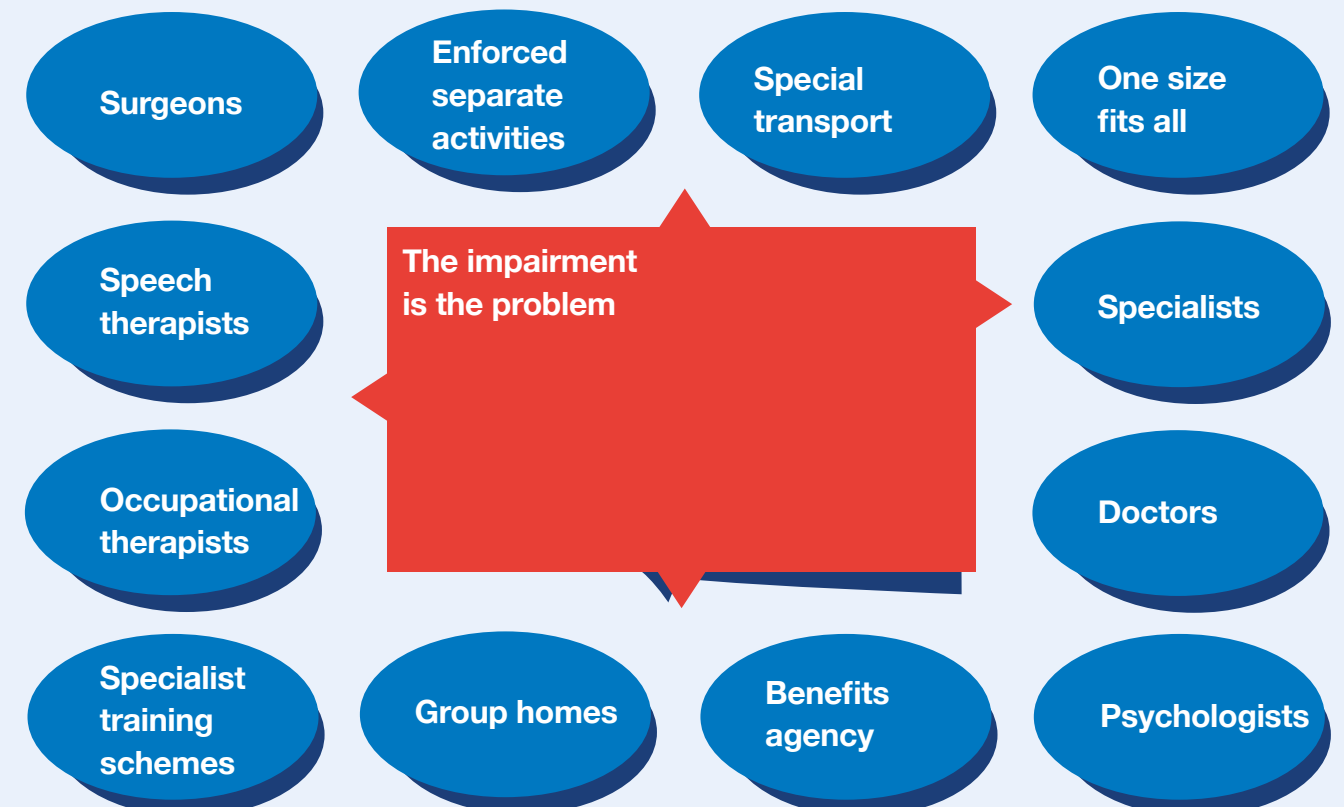 Surgeons
Enforced
separate
activities
Special
transport
One size
fits all
Speech
therapists
The impairment
is the problem
Specialists
Occupational
therapists
Doctors
Specialist
training
schemes
Group homes
Benefits
agency
Psychologists